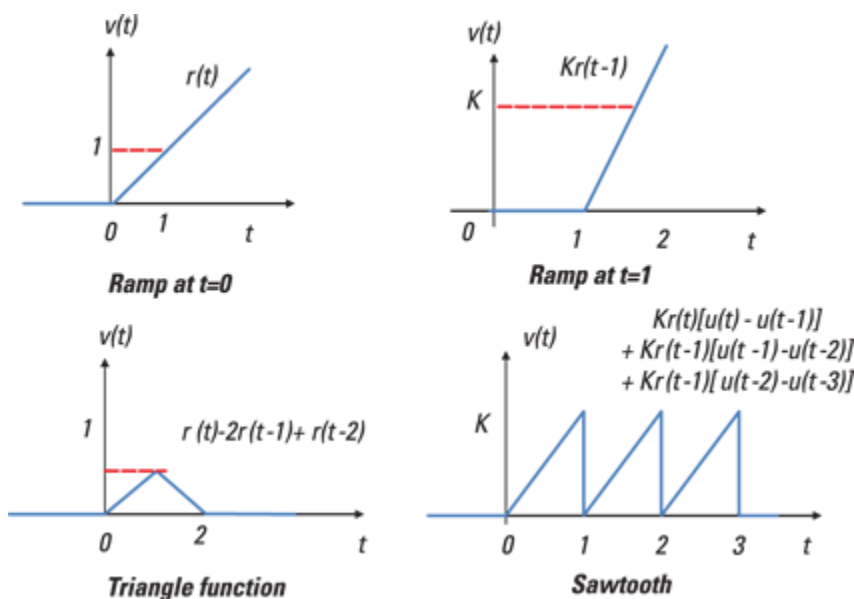 v(t)
r(t)
1
0
1
t
Ramp at t=0
v(t)
Kr(t-1)
K
0
1
2
t
Ramp at t=1
v(t)
1
r (t)-2r(t-1)+ r(t-2)
0
2
t
Triangle function
Kr(t)[u(t) - u(t-1)]
v(t)
+ Kr(t-1)[u(t -1)-u(t-2)]
+ Kr(t-1)[ u(t-2)-u(t-3)]
K
0
1
2
3
t
Sawtooth